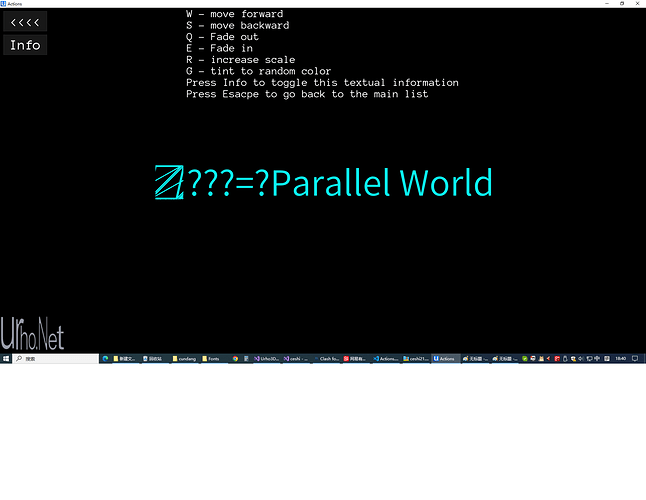 Actions
<<<<
Info
W - move forward
S - move backward
Q - Fade out
E - Fade in
R - increase scale
G - tint to random color
Press Info to toggle this textual information
Press Esacpe to go back to the main list
???=?Parallel World
Urho.Net
搜索
新建文...
回收站
cundang
Fonts
Urho3D...
ceshi - ...
Clash fo...
Actions...
ceshi21...
Actions
无标题 -...
无标题 -...
中
18:40